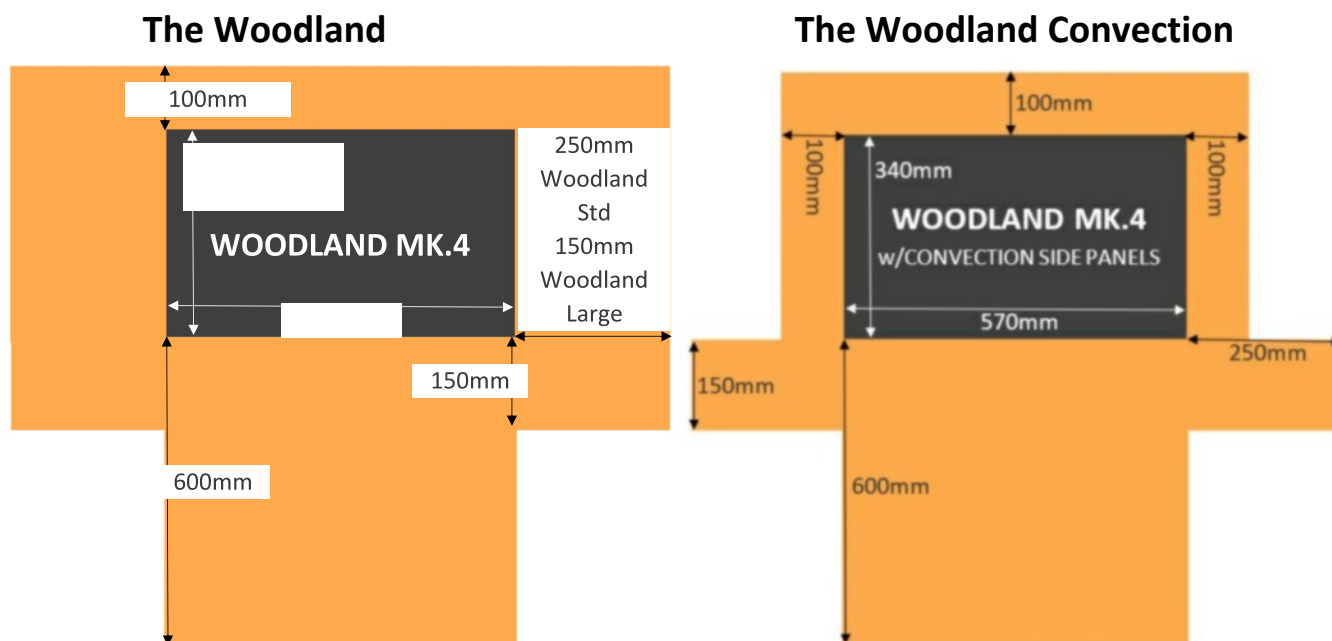 The Woodland
100mm
250mm
Woodland
Std
150mm
Woodland
Large
WOODLAND MK.4
150mm
600mm
The Woodland Convection
100mm
100mm
100mm
340mm
WOODLAND MK.4
w/CONVECTION SIDE PANELS
570mm
250mm
150mm
600mm